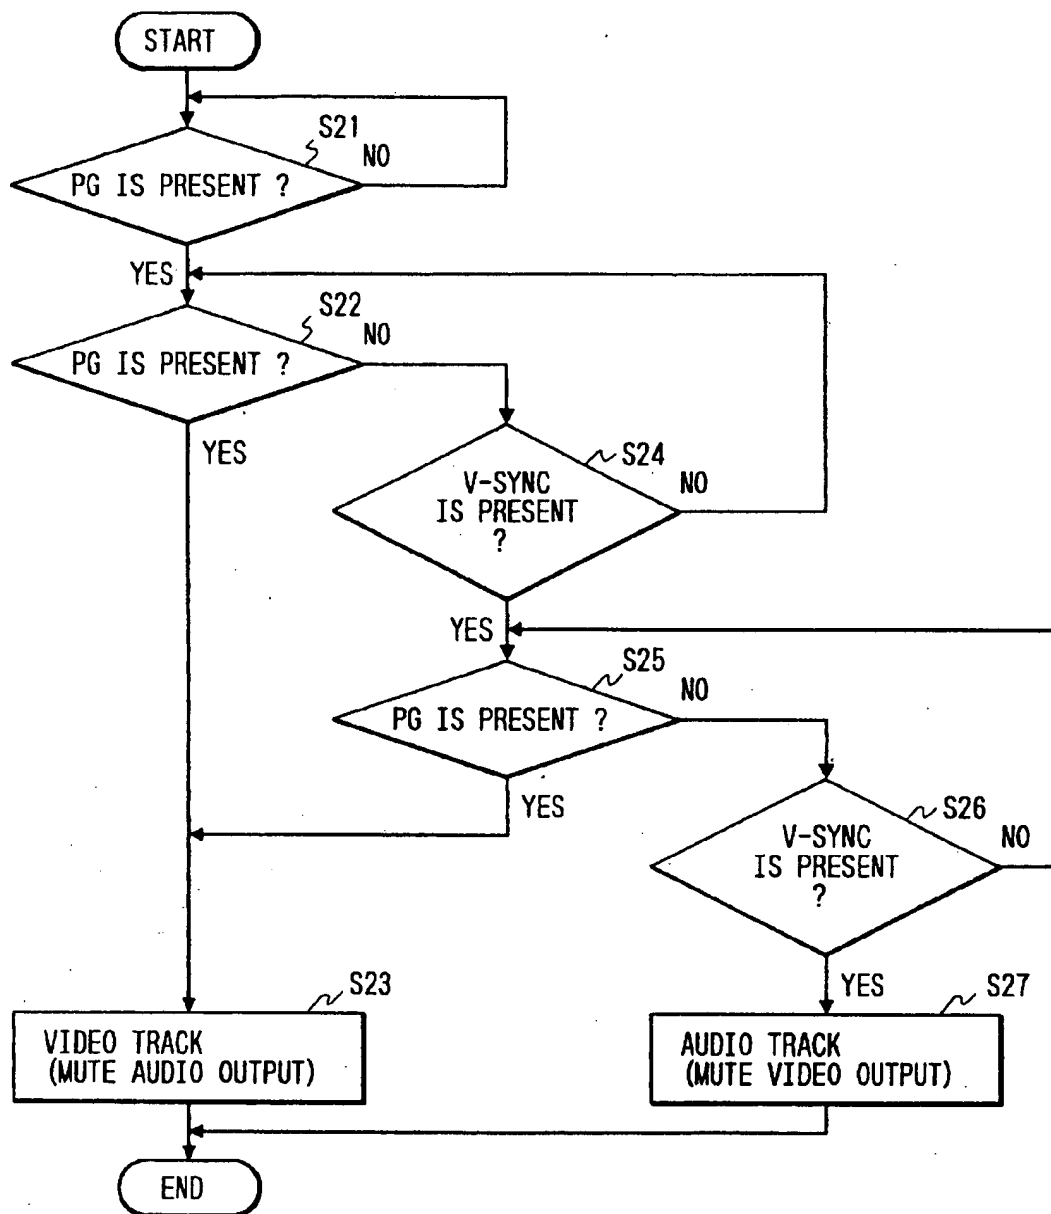 START
S21
NO
PG IS PRESENT ?
YES
S22
NO
PG IS PRESENT ?
YES
S24
V-SYNC
IS PRESENT
?
NO
YES
S25
NO
PG IS PRESENT ?
YES
S26
V-SYNC
IS PRESENT
?
NO
YES
S23
VIDEO TRACK
(MUTE AUDIO OUTPUT)
S27
AUDIO TRACK
(MUTE VIDEO OUTPUT)
END